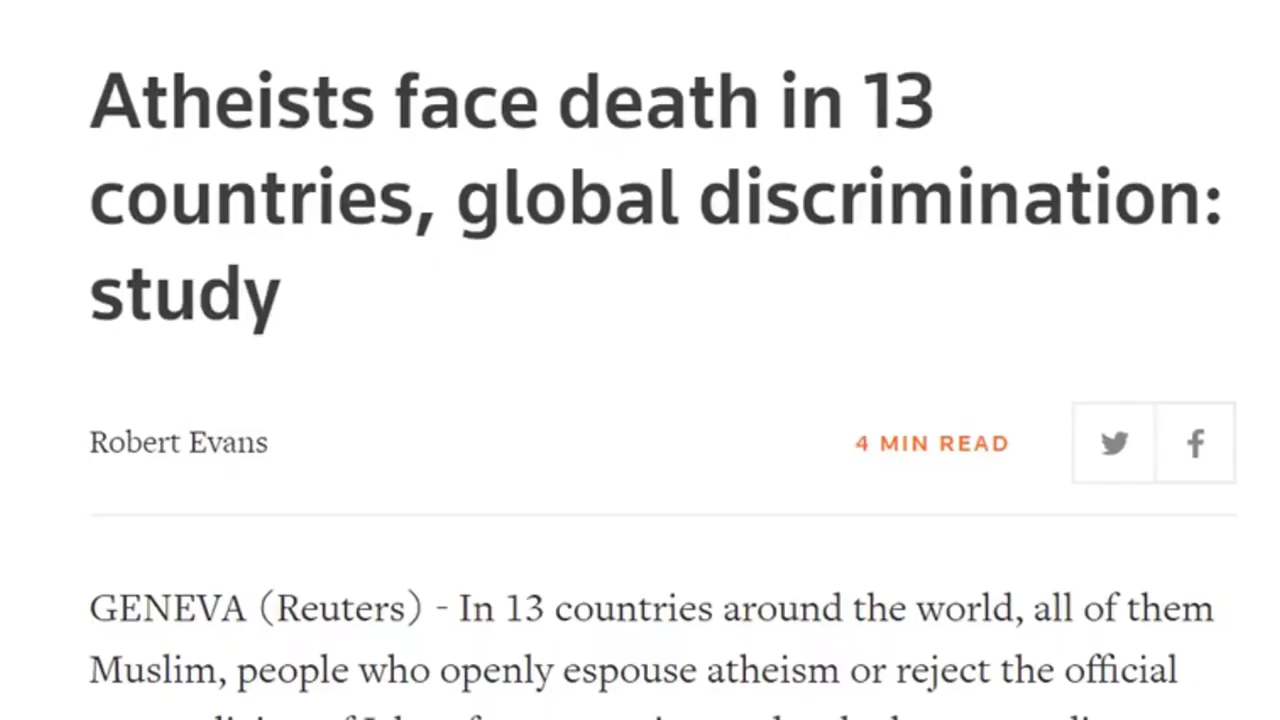 Atheists face death in 13
countries, global discrimination:
study
Robert Evans
4 MIN READ
GENEVA (Reuters) - In 13 countries around the world, all of them
Muslim, people who openly espouse atheism or reject the official